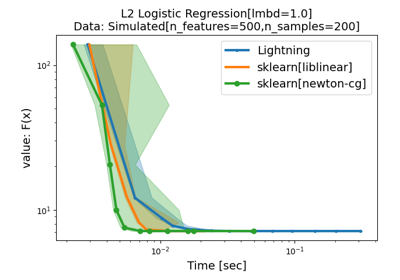 L2 Logistic Regression[lmbd=1.0]
Data: Simulated[n_features=500,n_samples=200]
Lightning
sklearn[liblinear]
sklearn[newton-cg]
value: F(x)
10²
10¹
10⁻²
10⁻¹
Time [sec]